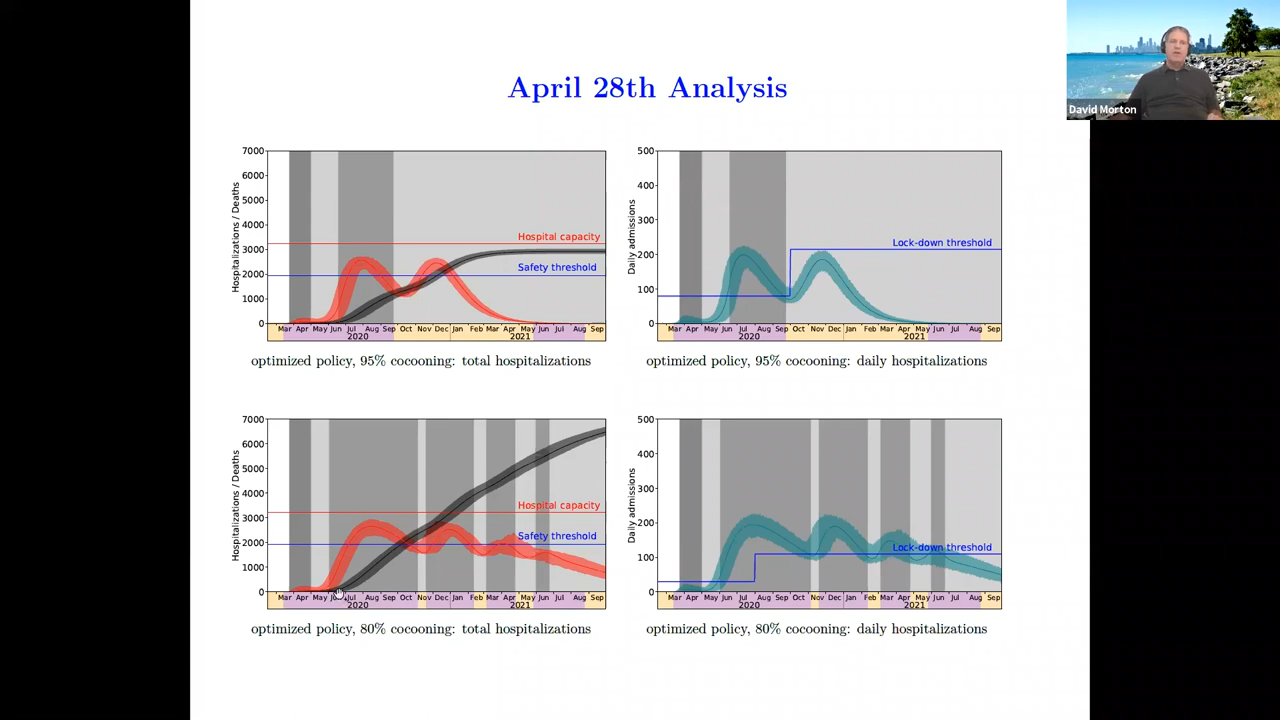 David Morton
April 28th Analysis
7000
6000
5000
4000
3000
2000
1000
0
Hospitalizations / Deaths
Hospital capacity
Safety threshold
Mar Apr May Jun Jul Aug Sep Oct Nov Dec Jan Feb Mar Apr May Jun Jul Aug Sep
2020 2021
optimized policy, 95% cocooning: total hospitalizations
500
400
300
200
100
0
Daily admissions
Lock-down threshold
Mar Apr May Jun Jul Aug Sep Oct Nov Dec Jan Feb Mar Apr May Jun Jul Aug Sep
2020 2021
optimized policy, 95% cocooning: daily hospitalizations
7000
6000
5000
4000
3000
2000
1000
0
Hospitalizations / Deaths
Hospital capacity
Safety threshold
Mar Apr May Jun Jul Aug Sep Oct Nov Dec Jan Feb Mar Apr May Jun Jul Aug Sep
2020 2021
optimized policy, 80% cocooning: total hospitalizations
500
400
300
200
100
0
Daily admissions
Lock-down threshold
Mar Apr May Jun Jul Aug Sep Oct Nov Dec Jan Feb Mar Apr May Jun Jul Aug Sep
2020 2021
optimized policy, 80% cocooning: daily hospitalizations